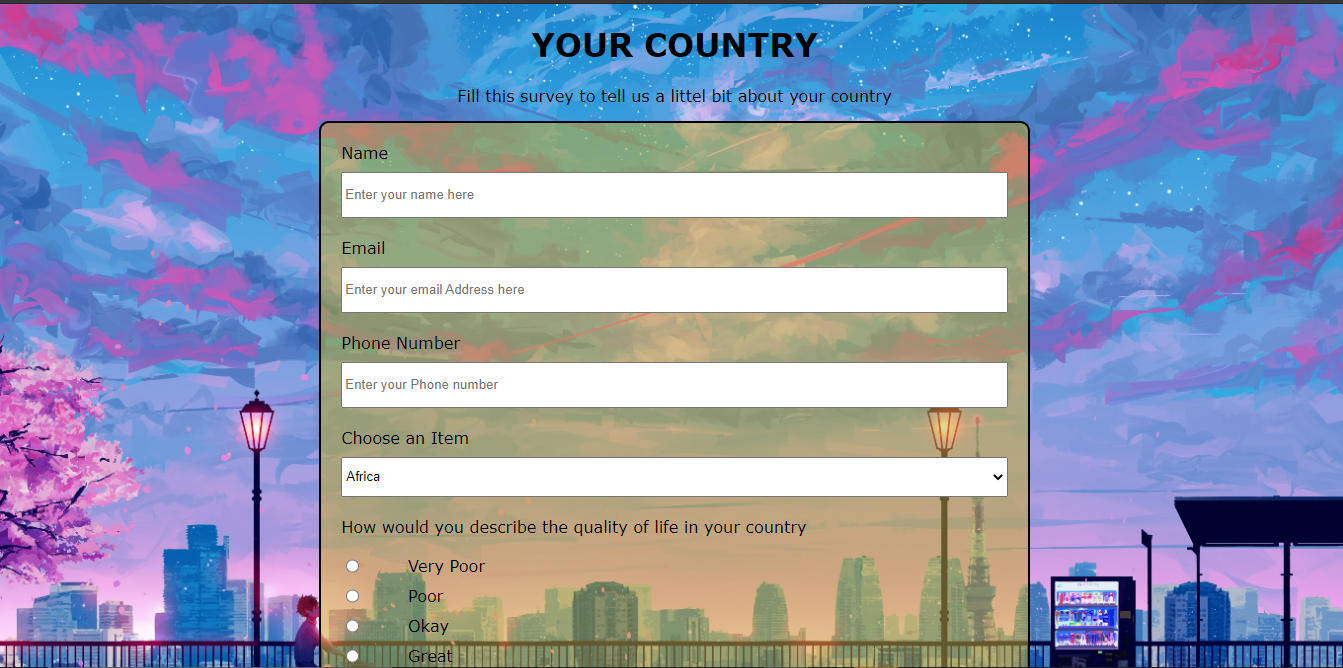 YOUR COUNTRY
Fill this survey to tell us a littel bit about your country
Name
Enter your name here
Email
Enter your email Address here
Phone Number
Enter your Phone number
Choose an Item
Africa
How would you describe the quality of life in your country
Very Poor
Poor
Okay
Great